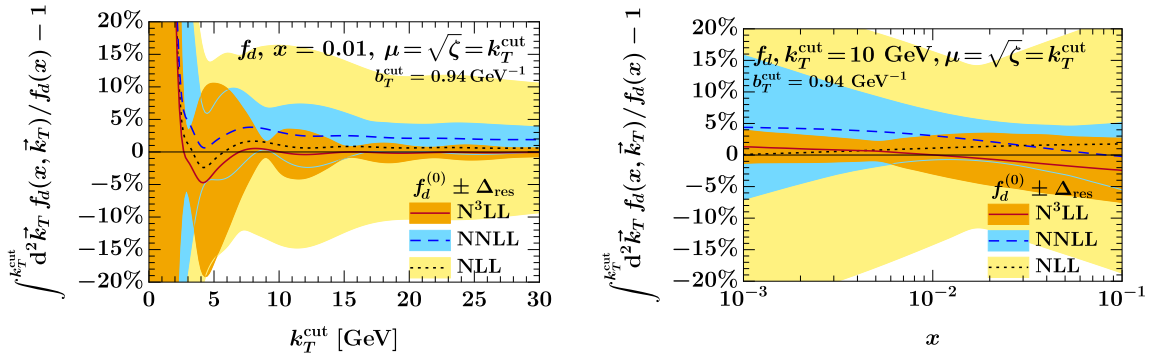 ∫^{k_T^{cut}} d²k⃗_T f_d(x, k⃗_T)/f_d(x) − 1
20%
15%
10%
5%
0
−5%
−10%
−15%
−20%
f_d, x = 0.01, μ = √ζ = k_T^{cut}
b_T^{cut} = 0.94 GeV⁻¹
f_d^{(0)} ± Δ_res
N³LL
NNLL
NLL
0 5 10 15 20 25 30
k_T^{cut} [GeV]
∫^{k_T^{cut}} d²k⃗_T f_d(x, k⃗_T)/f_d(x) − 1
20%
15%
10%
5%
0
−5%
−10%
−15%
−20%
f_d, k_T^{cut} = 10 GeV, μ = √ζ = k_T^{cut}
b_T^{cut} = 0.94 GeV⁻¹
f_d^{(0)} ± Δ_res
N³LL
NNLL
NLL
10⁻³ 10⁻² 10⁻¹
x